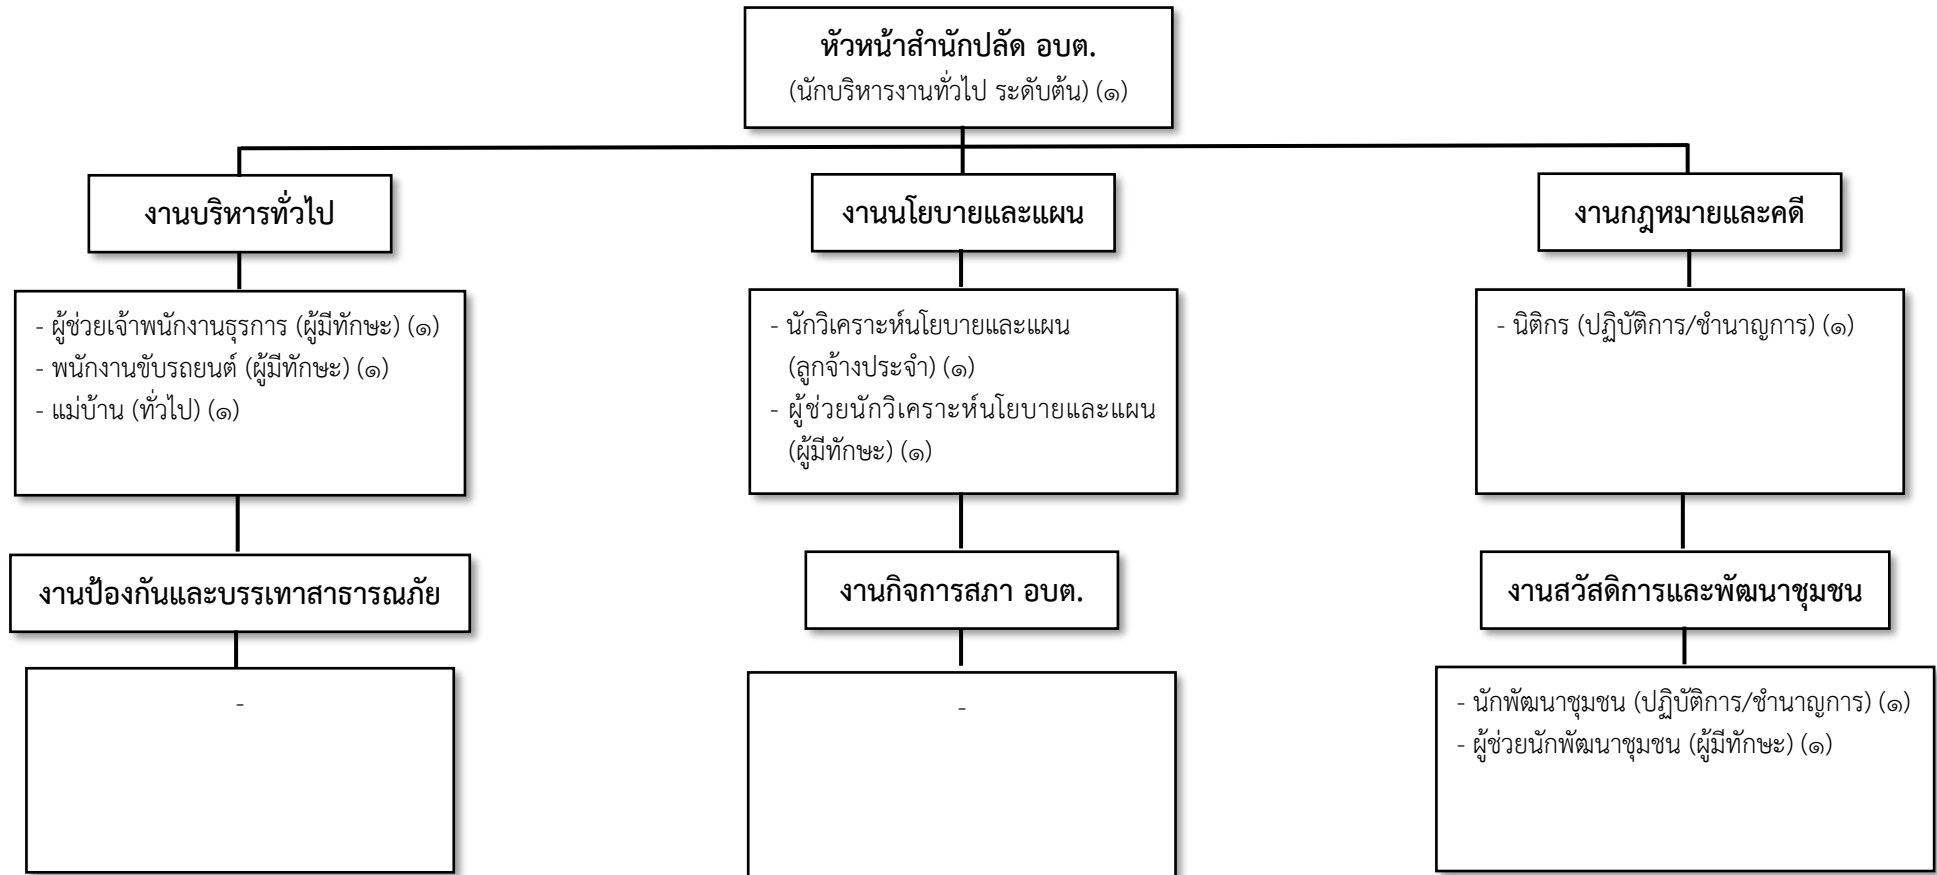 หัวหน้าสำนักปลัด อบต.
(นักบริหารงานทั่วไป ระดับต้น) (๑)
งานบริหารทั่วไป
งานนโยบายและแผน
งานกฎหมายและคดี
- ผู้ช่วยเจ้าพนักงานธุรการ (ผู้มีทักษะ) (๑)
- พนักงานขับรถยนต์ (ผู้มีทักษะ) (๑)
- แม่บ้าน (ทั่วไป) (๑)
- นักวิเคราะห์นโยบายและแผน
(ลูกจ้างประจำ) (๑)
- ผู้ช่วยนักวิเคราะห์นโยบายและแผน
(ผู้มีทักษะ) (๑)
- นิติกร (ปฏิบัติการ/ชำนาญการ) (๑)
งานป้องกันและบรรเทาสาธารณภัย
งานกิจการสภา อบต.
งานสวัสดิการและพัฒนาชุมชน
-
-
- นักพัฒนาชุมชน (ปฏิบัติการ/ชำนาญการ) (๑)
- ผู้ช่วยนักพัฒนาชุมชน (ผู้มีทักษะ) (๑)